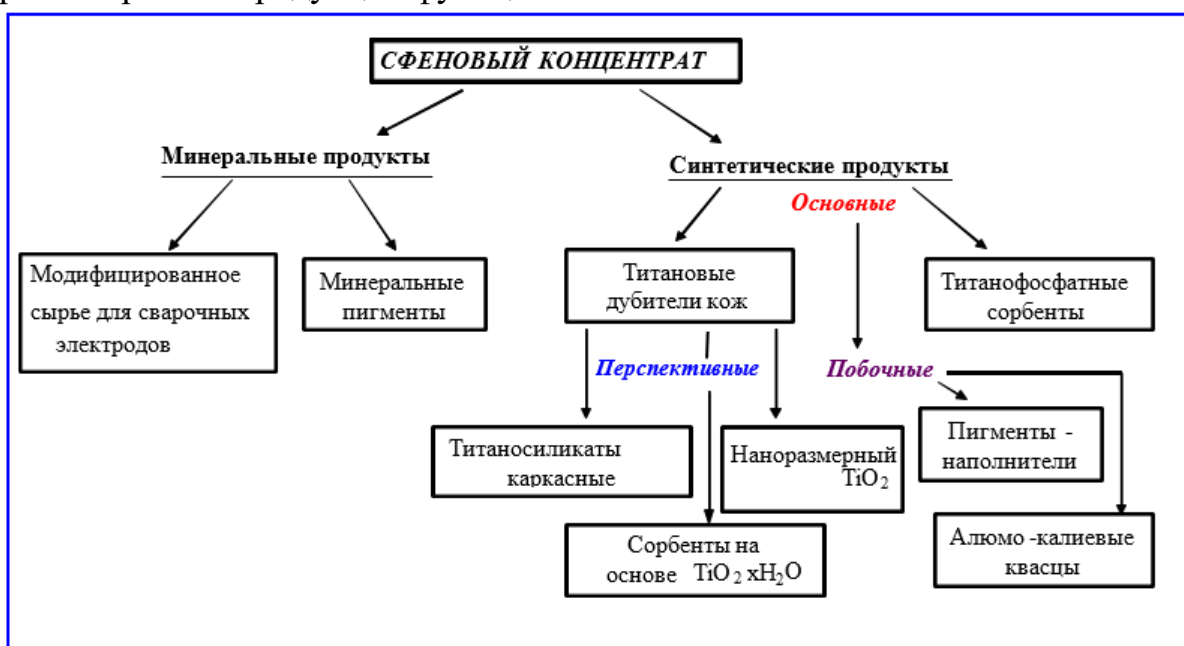 СФЕНОВЫЙ КОНЦЕНТРАТ
Минеральные продукты
Синтетические продукты
Основные
Модифицированное
сырье для сварочных
электродов
Минеральные
пигменты
Титановые
дубители кож
Титанофосфатные
сорбенты
Перспективные
Побочные
Титаносиликаты
каркасные
Наноразмерный
TiO2
Пигменты -
наполнители
Сорбенты на
основе TiO2 xH2O
Алюмо -калиевые
квасцы